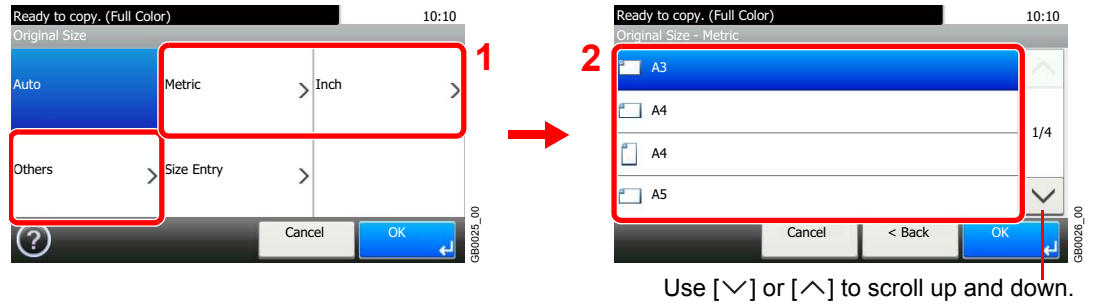 Ready to copy. (Full Color) 10:10
Original Size
Auto Metric Inch
Others Size Entry
? Cancel OK
GB0025_00
1
2
Ready to copy. (Full Color) 10:10
Original Size - Metric
A3
A4
1/4
A4
A5
Cancel < Back OK
GB0026_00
Use [∨] or [∧] to scroll up and down.